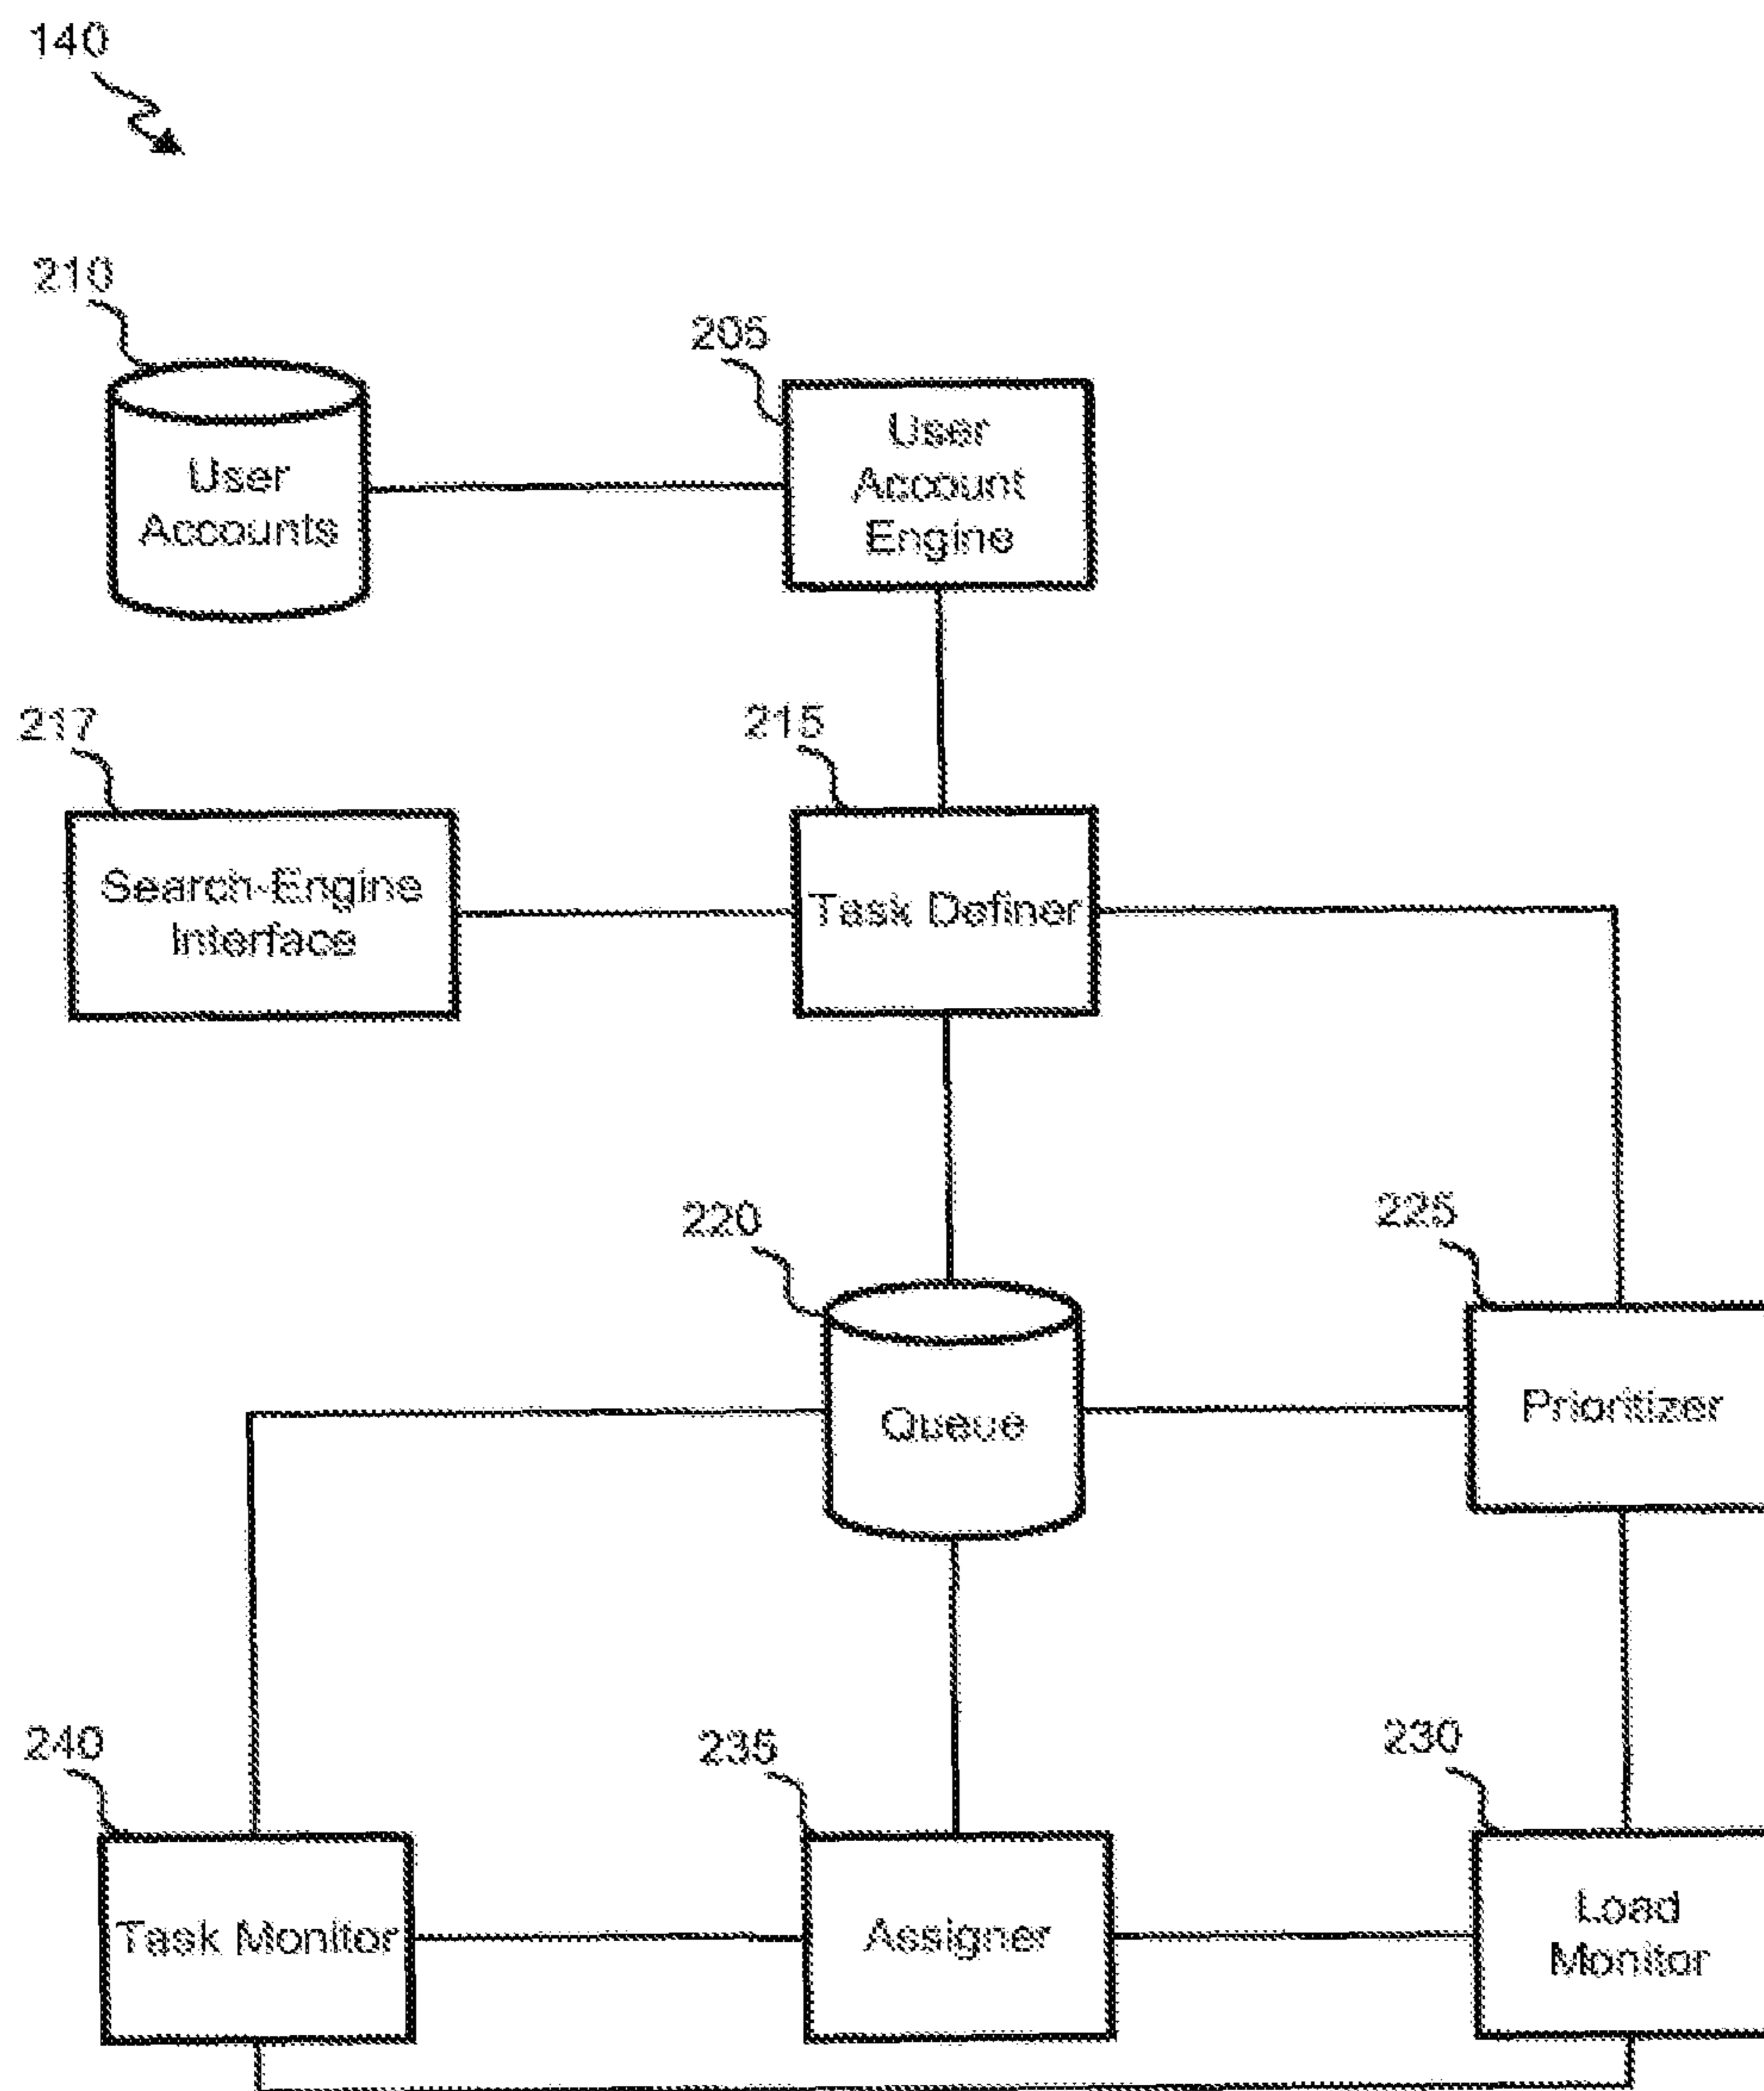 140
210
205
User
Accounts
User
Account
Engine
217
215
Search-Engine
Interface
Task Definer
220
225
Queue
Prioritizer
240
235
230
Task Monitor
Assigner
Load
Monitor